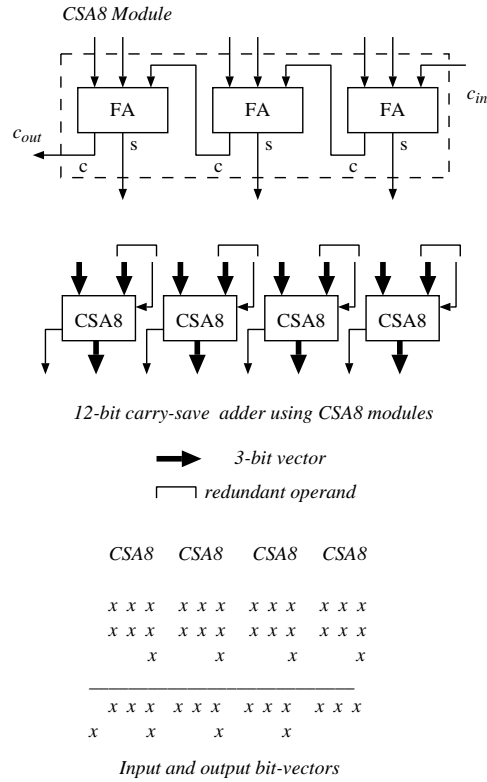 CSA8 Module
FA FA FA
c_in
c_out
s s s
c c c
CSA8 CSA8 CSA8 CSA8
12-bit carry-save adder using CSA8 modules
3-bit vector
redundant operand
CSA8 CSA8 CSA8 CSA8
x x x x x x x x x x x x
x x x x x x x x x x x x
x x x x
x x x x x x x x x x x x
x x x x
Input and output bit-vectors